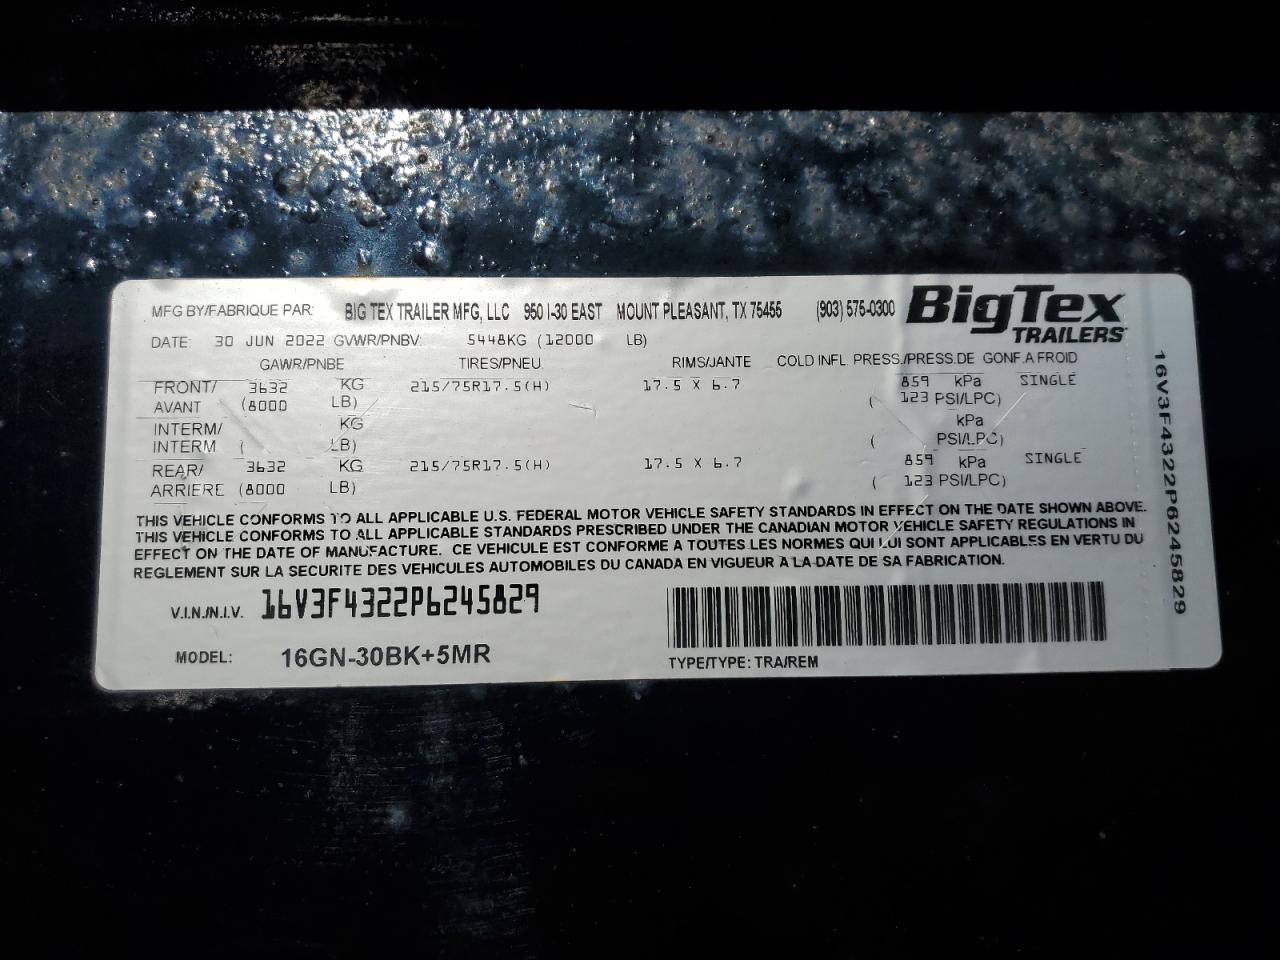 MFG BY/FABRIQUE PAR: BIG TEX TRAILER MFG, LLC 950 I-30 EAST MOUNT PLEASANT, TX 75455 (903) 575-0300
BigTex
TRAILERS
DATE: 30 JUN 2022 GVWR/PNBV: 5448KG (12000 LB)
GAWR/PNBE TIRES/PNEU RIMS/JANTE COLD INFL. PRESS./PRESS.DE GONF.A FROID
FRONT/ 3632 KG 215/75R17.5(H) 17.5 X 6.7 859 kPa SINGLE
AVANT (8000 LB) ( 123 PSI/LPC)
INTERM/ KG kPa
INTERM ( LB) ( PSI/LPC)
REAR/ 3632 KG 215/75R17.5(H) 17.5 X 6.7 859 kPa SINGLE
ARRIERE (8000 LB) ( 123 PSI/LPC)
THIS VEHICLE CONFORMS TO ALL APPLICABLE U.S. FEDERAL MOTOR VEHICLE SAFETY STANDARDS IN EFFECT ON THE DATE SHOWN ABOVE.
THIS VEHICLE CONFORMS TO ALL APPLICABLE STANDARDS PRESCRIBED UNDER THE CANADIAN MOTOR VEHICLE SAFETY REGULATIONS IN
EFFECT ON THE DATE OF MANUFACTURE. CE VEHICULE EST CONFORME A TOUTES LES NORMES QUI LUI SONT APPLICABLES EN VERTU DU
REGLEMENT SUR LA SECURITE DES VEHICULES AUTOMOBILES DU CANADA EN VIGUEUR A LA DATE DE SA FABRICATION.
V.I.N./N.I.V. 16V3F4322P6245829
MODEL: 16GN-30BK+5MR
TYPE/TYPE: TRA/REM
16V3F4322P6245829